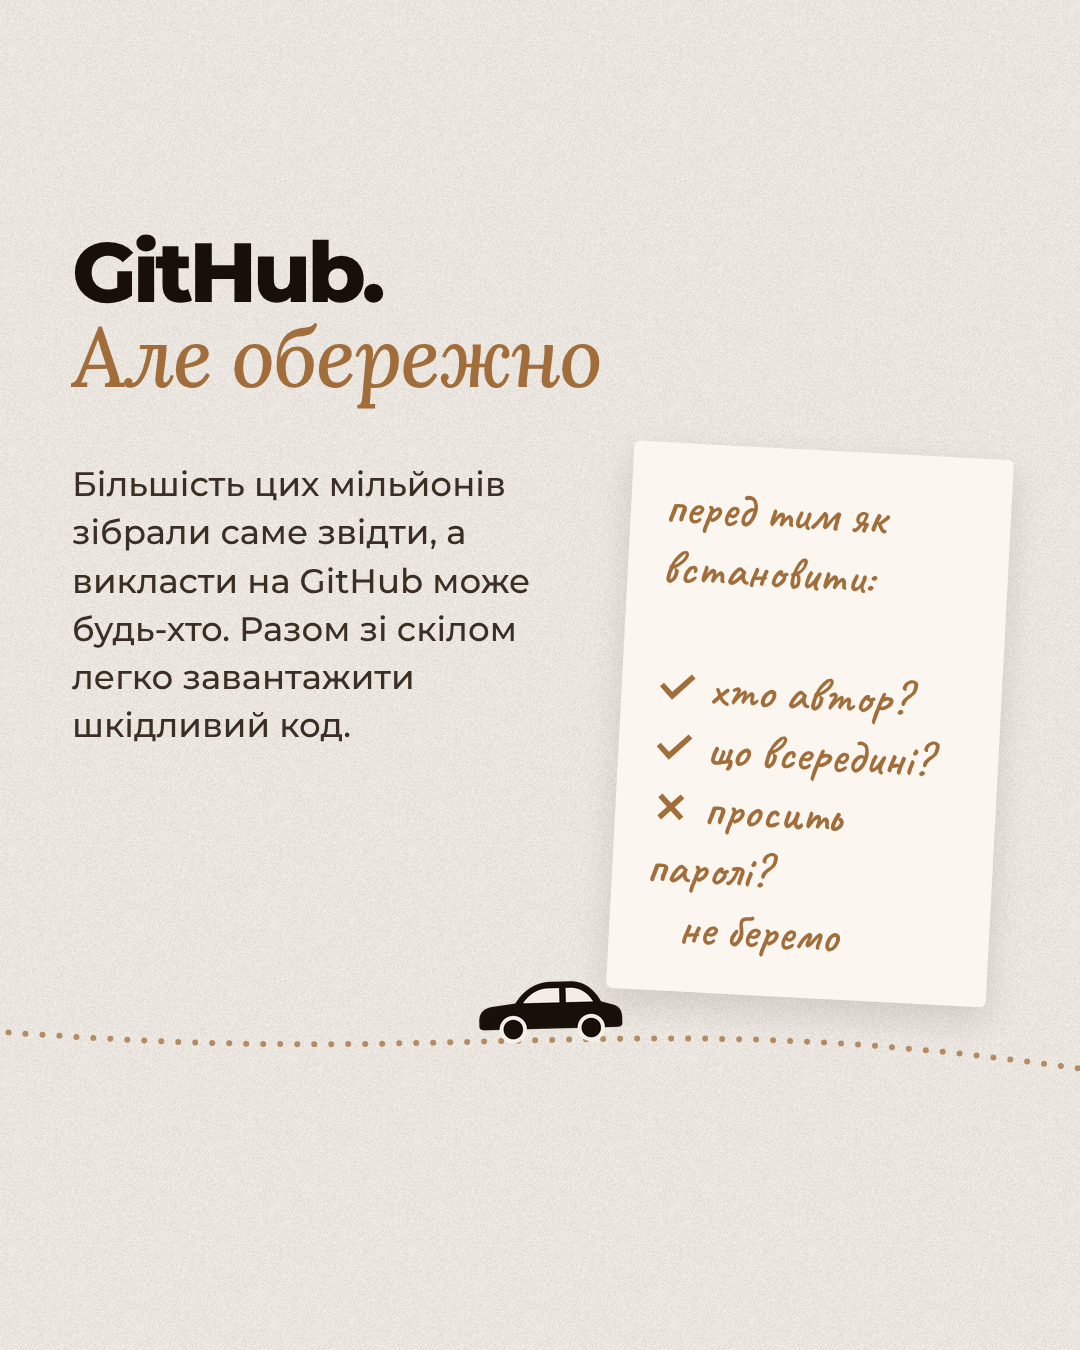 GitHub.
Але обережно
Більшість цих мільйонів
зібрали саме звідти, а
викласти на GitHub може
будь-хто. Разом зі скілом
легко завантажити
шкідливий код.
перед тим як
встановити:
✓ хто автор?
✓ що всередині?
✕ просить
паролі?
не беремо